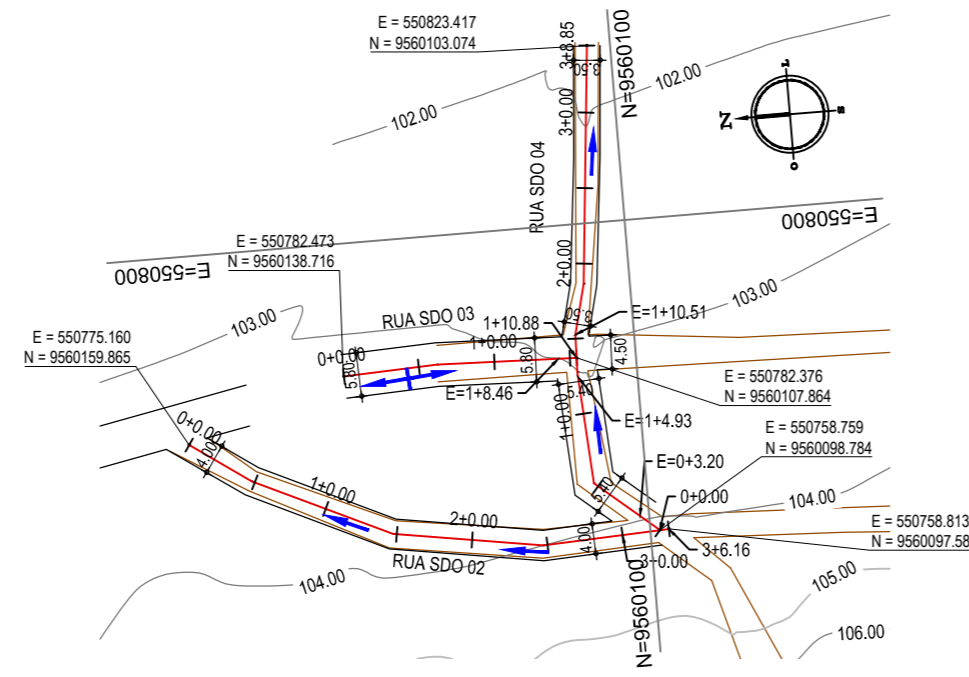 E = 550823.417
N = 9560103.074
3+8.85
3.50
N=9560100
102.00
102.00
3+0.00
RUA SDO 04
N
S
O
E=550800
E=550800
E = 550782.473
N = 9560138.716
2+0.00
103.00
103.00
RUA SDO 03
3.50
E=1+10.51
1+10.88
1+0.00
0+0.00
5.80
5.80
4.50
E = 550775.160
N = 9560159.865
E=1+8.46
5.40
1+0.00
E=1+4.93
E = 550782.376
N = 9560107.864
E = 550758.759
N = 9560098.784
0+0.00
4.00
E=0+3.20
5.40
0+0.00
1+0.00
2+0.00
104.00
E = 550758.813
N = 9560097.58
4.00
3+6.16
3+0.00
RUA SDO 02
104.00
N=9560100
105.00
106.00